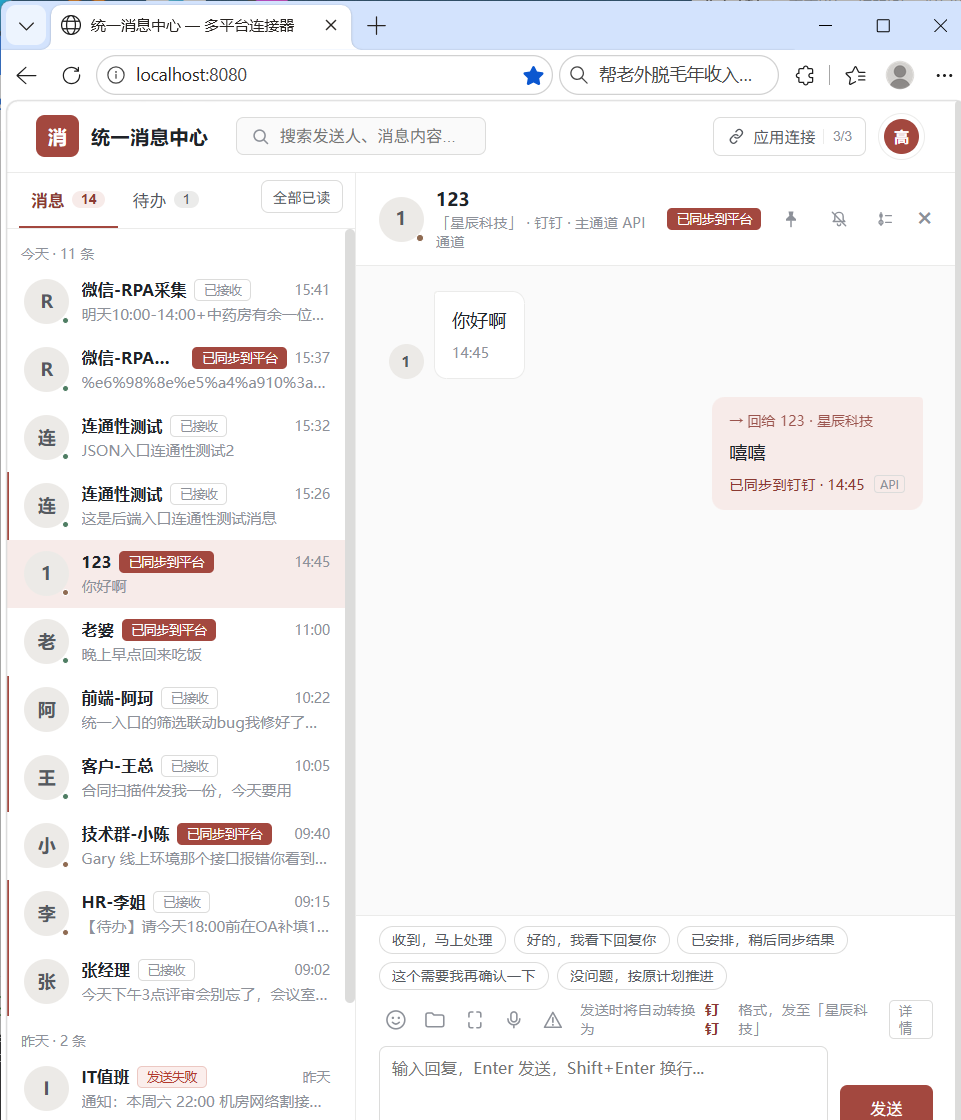 统一消息中心 — 多平台连接器
localhost:8080
帮老外脱毛年收入...
消
统一消息中心
搜索发送人、消息内容...
应用连接 3/3
高
消息 14
待办 1
全部已读
今天 · 11 条
R
微信-RPA采集 已接收 15:41
明天10:00-14:00+中药房有余一位...
R
微信-RPA... 已同步到平台 15:37
%e6%98%8e%e5%a4%a910%3a...
连
连通性测试 已接收 15:32
JSON入口连通性测试2
连
连通性测试 已接收 15:26
这是后端入口连通性测试消息
1
123 已同步到平台 14:45
你好啊
老
老婆 已同步到平台 11:00
晚上早点回来吃饭
阿
前端-阿珂 已接收 10:22
统一入口的筛选联动bug我修好了...
王
客户-王总 已接收 10:05
合同扫描件发我一份，今天要用
小
技术群-小陈 已同步到平台 09:40
Gary 线上环境那个接口报错你看到...
李
HR-李姐 已接收 09:15
【待办】请今天18:00前在OA补填1...
张
张经理 已接收 09:02
今天下午3点评审会别忘了，会议室...
昨天 · 2 条
I
IT值班 发送失败 昨天
通知：本周六 22:00 机房网络割接...
1
123
「星辰科技」 · 钉钉 · 主通道 API
通道
已同步到平台
你好啊
14:45
1
→ 回给 123 · 星辰科技
嘻嘻
已同步到钉钉 · 14:45 API
收到，马上处理
好的，我看下回复你
已安排，稍后同步结果
这个需要我再确认一下
没问题，按原计划推进
发送时将自动转换
为
钉
钉
格式，发至「星辰科
技」
详
情
输入回复，Enter 发送，Shift+Enter 换行...
发送